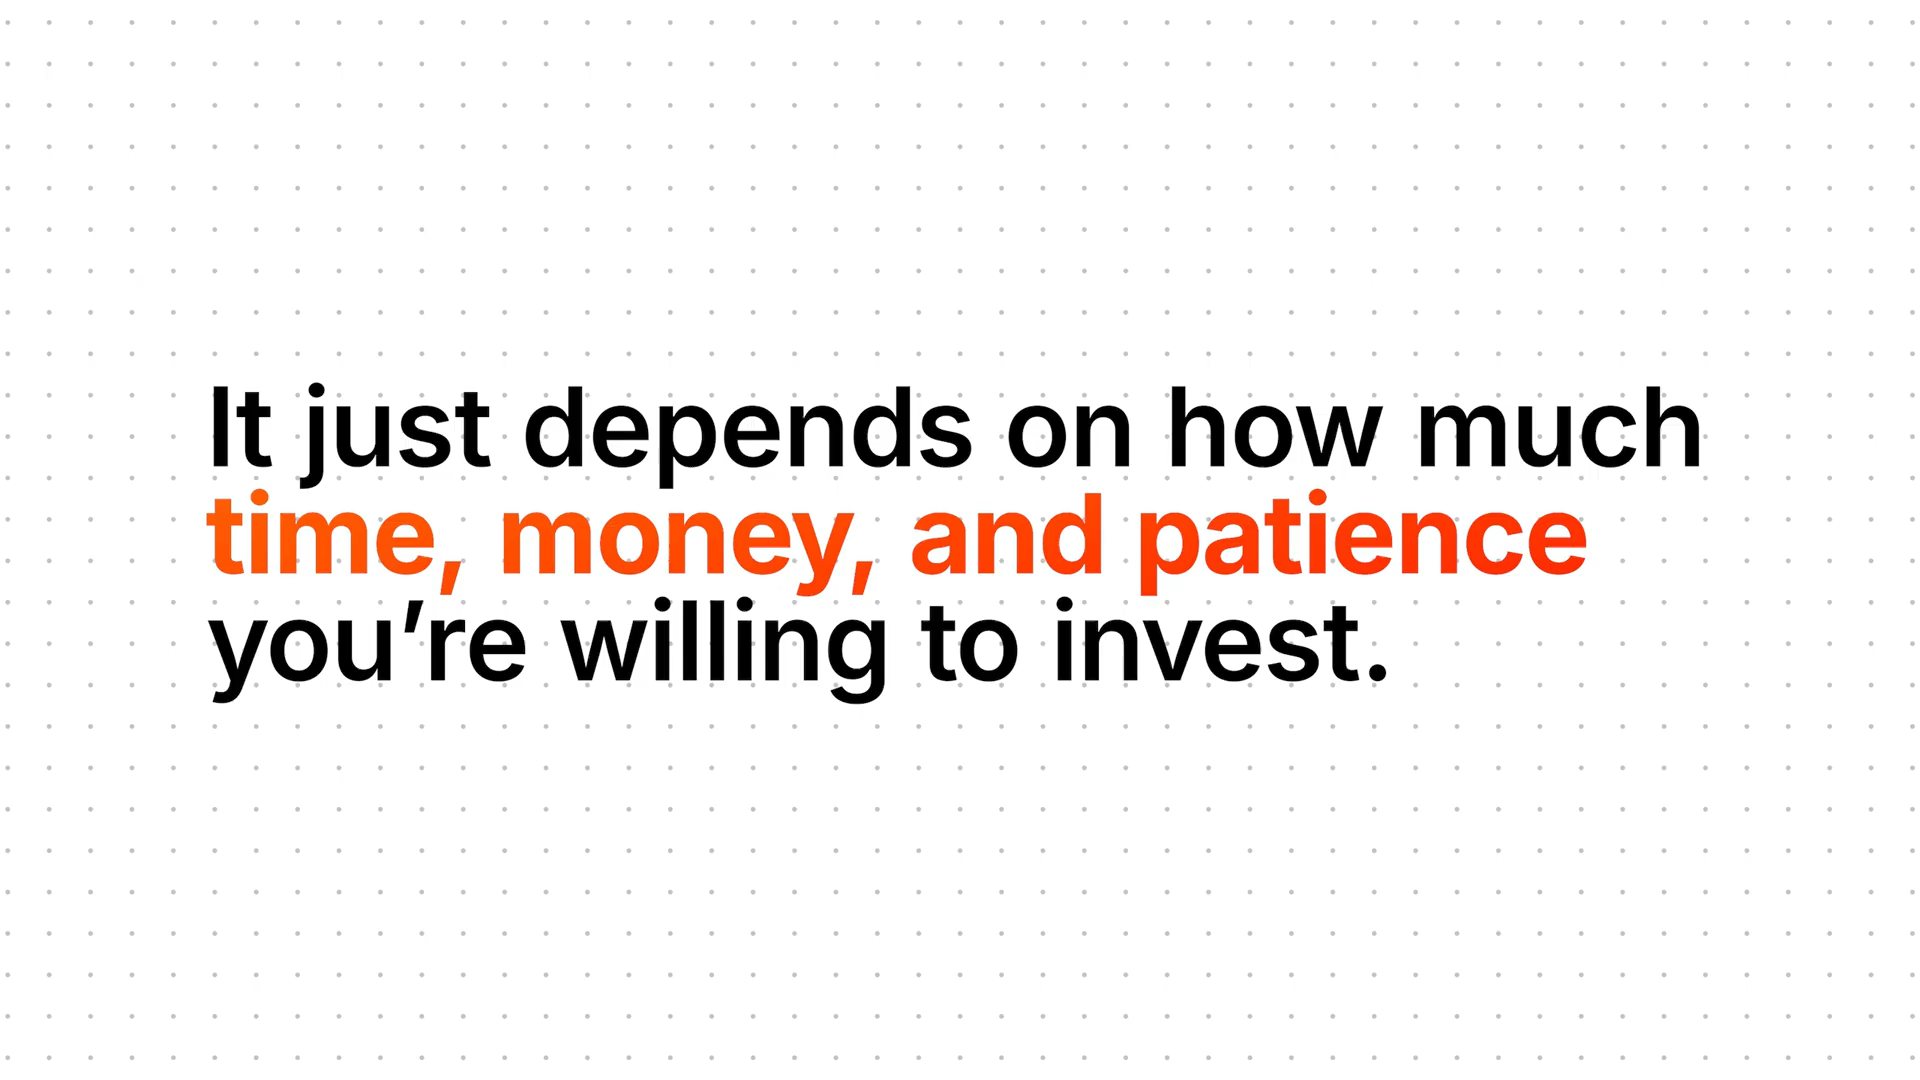 It just depends on how much
time, money, and patience
you’re willing to invest.